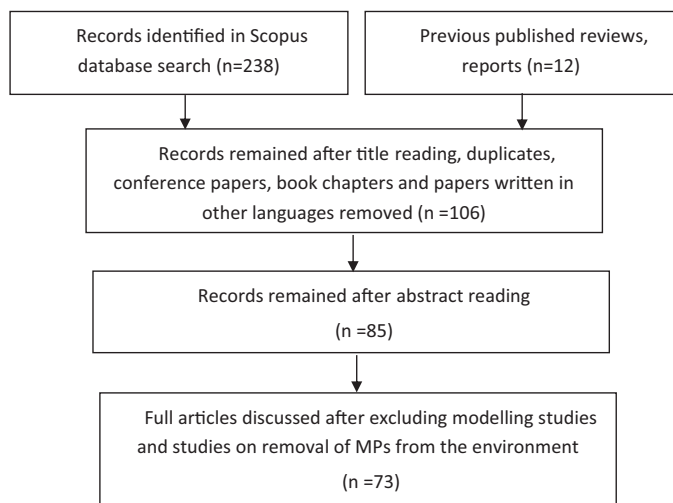 Records identified in Scopus
database search (n=238)
Previous published reviews,
reports (n=12)
Records remained after title reading, duplicates,
conference papers, book chapters and papers written in
other languages removed (n =106)
Records remained after abstract reading
(n =85)
Full articles discussed after excluding modelling studies
and studies on removal of MPs from the environment
(n =73)